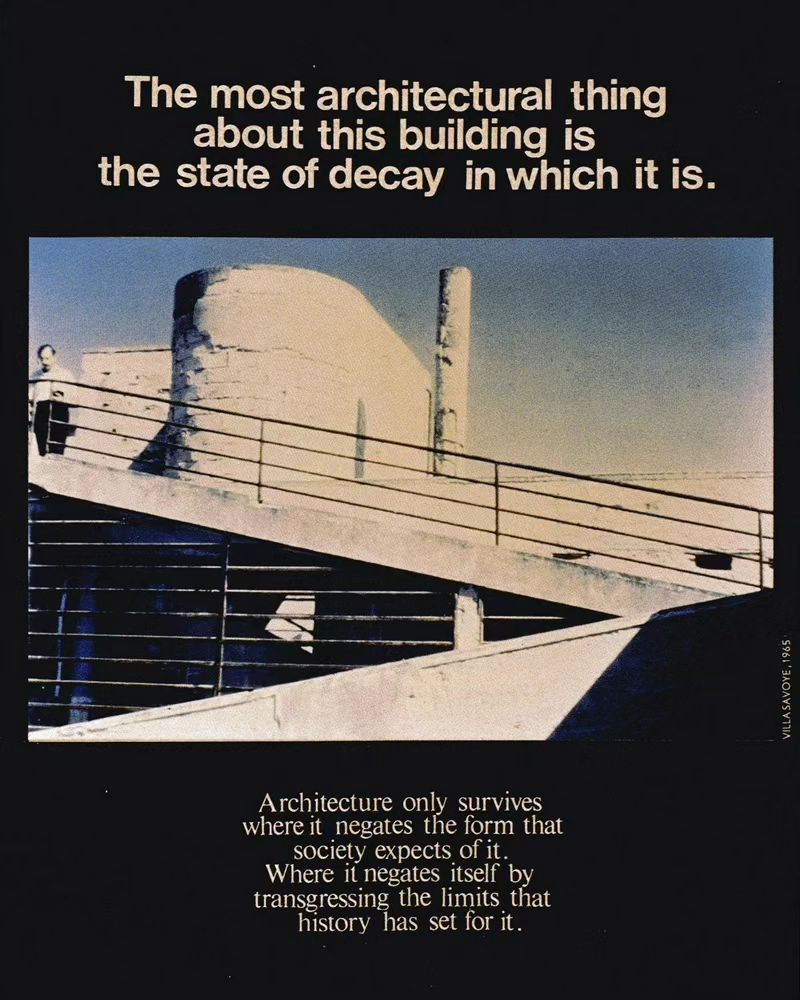 The most architectural thing
about this building is
the state of decay in which it is.
VILLA SAVOYE, 1965
Architecture only survives
where it negates the form that
society expects of it.
Where it negates itself by
transgressing the limits that
history has set for it.